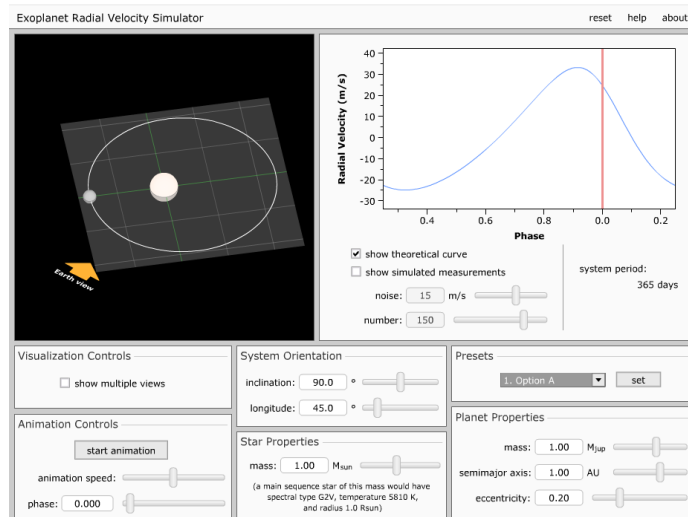 Exoplanet Radial Velocity Simulator
reset help about
Earth view
Radial Velocity (m/s)
40
30
20
10
0
-10
-20
-30
0.4 0.6 0.8 0.0 0.2
Phase
show theoretical curve
show simulated measurements
noise: 15 m/s
number: 150
system period:
365 days
Visualization Controls
show multiple views
Animation Controls
start animation
animation speed:
phase: 0.000
System Orientation
inclination: 90.0 °
longitude: 45.0 °
Star Properties
mass: 1.00 Msun
(a main sequence star of this mass would have
spectral type G2V, temperature 5810 K,
and radius 1.0 Rsun)
Presets
1. Option A
set
Planet Properties
mass: 1.00 Mjup
semimajor axis: 1.00 AU
eccentricity: 0.20